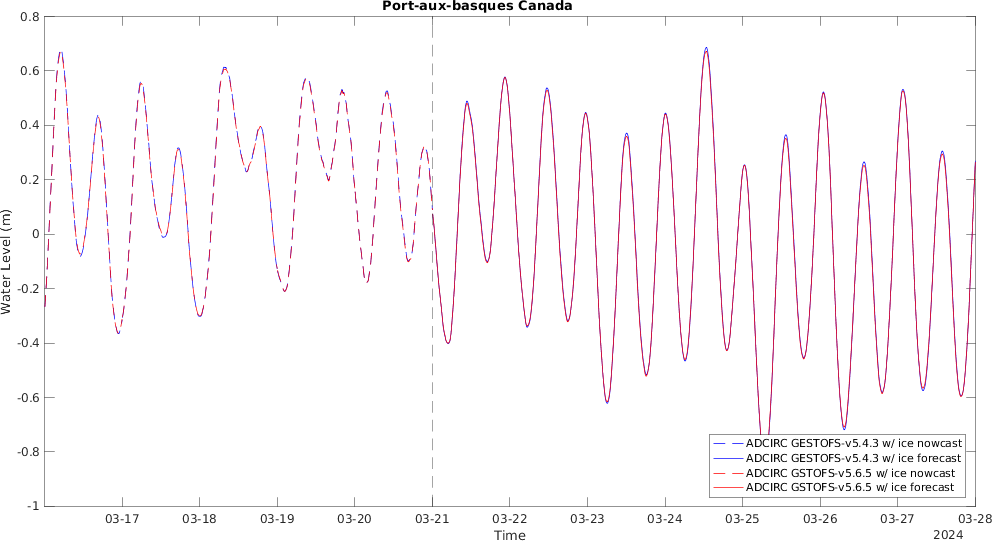 Port-aux-basques Canada
0.8
0.6
0.4
0.2
0
-0.2
-0.4
-0.6
-0.8
-1
Water Level (m)
ADCIRC GESTOFS-v5.4.3 w/ ice nowcast
ADCIRC GESTOFS-v5.4.3 w/ ice forecast
ADCIRC GSTOFS-v5.6.5 w/ ice nowcast
ADCIRC GSTOFS-v5.6.5 w/ ice forecast
03-17 03-18 03-19 03-20 03-21 03-22 03-23 03-24 03-25 03-26 03-27 03-28
Time
2024